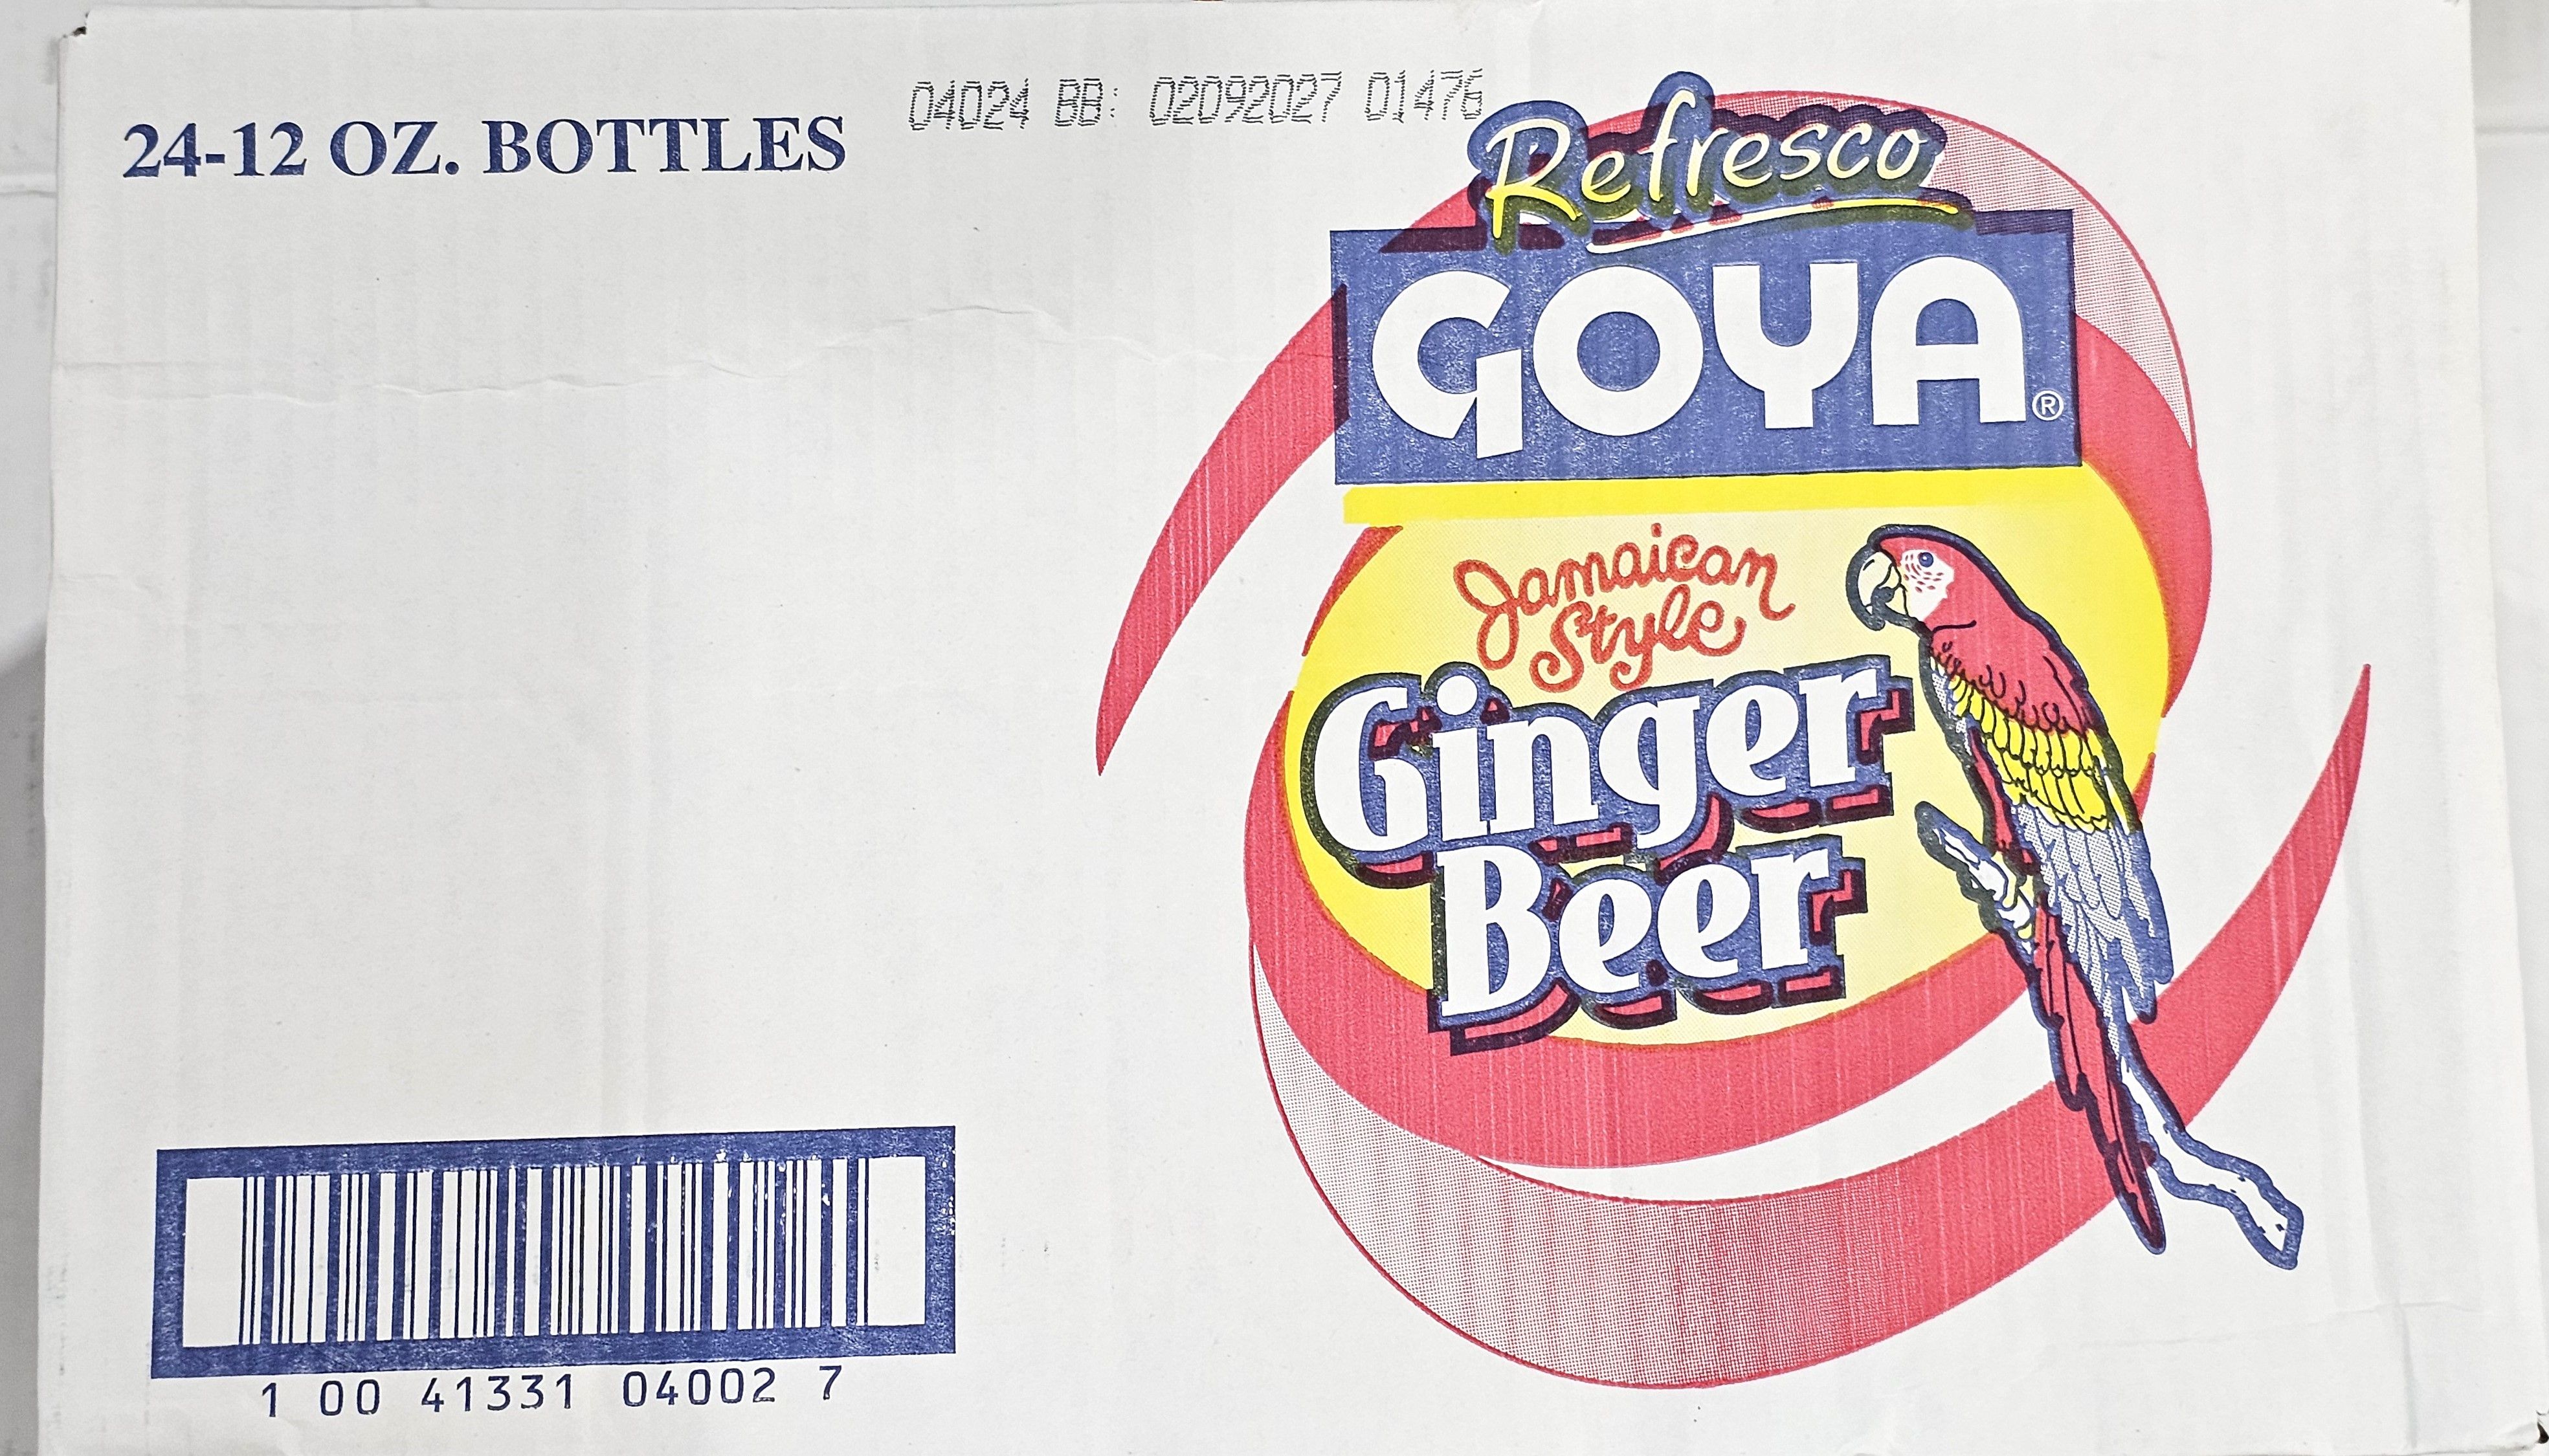 04024 BB: 02092027 01476
24-12 OZ. BOTTLES
Refresco
GOYA®
Jamaican
Style
Ginger
Beer
1 00 41331 04002 7